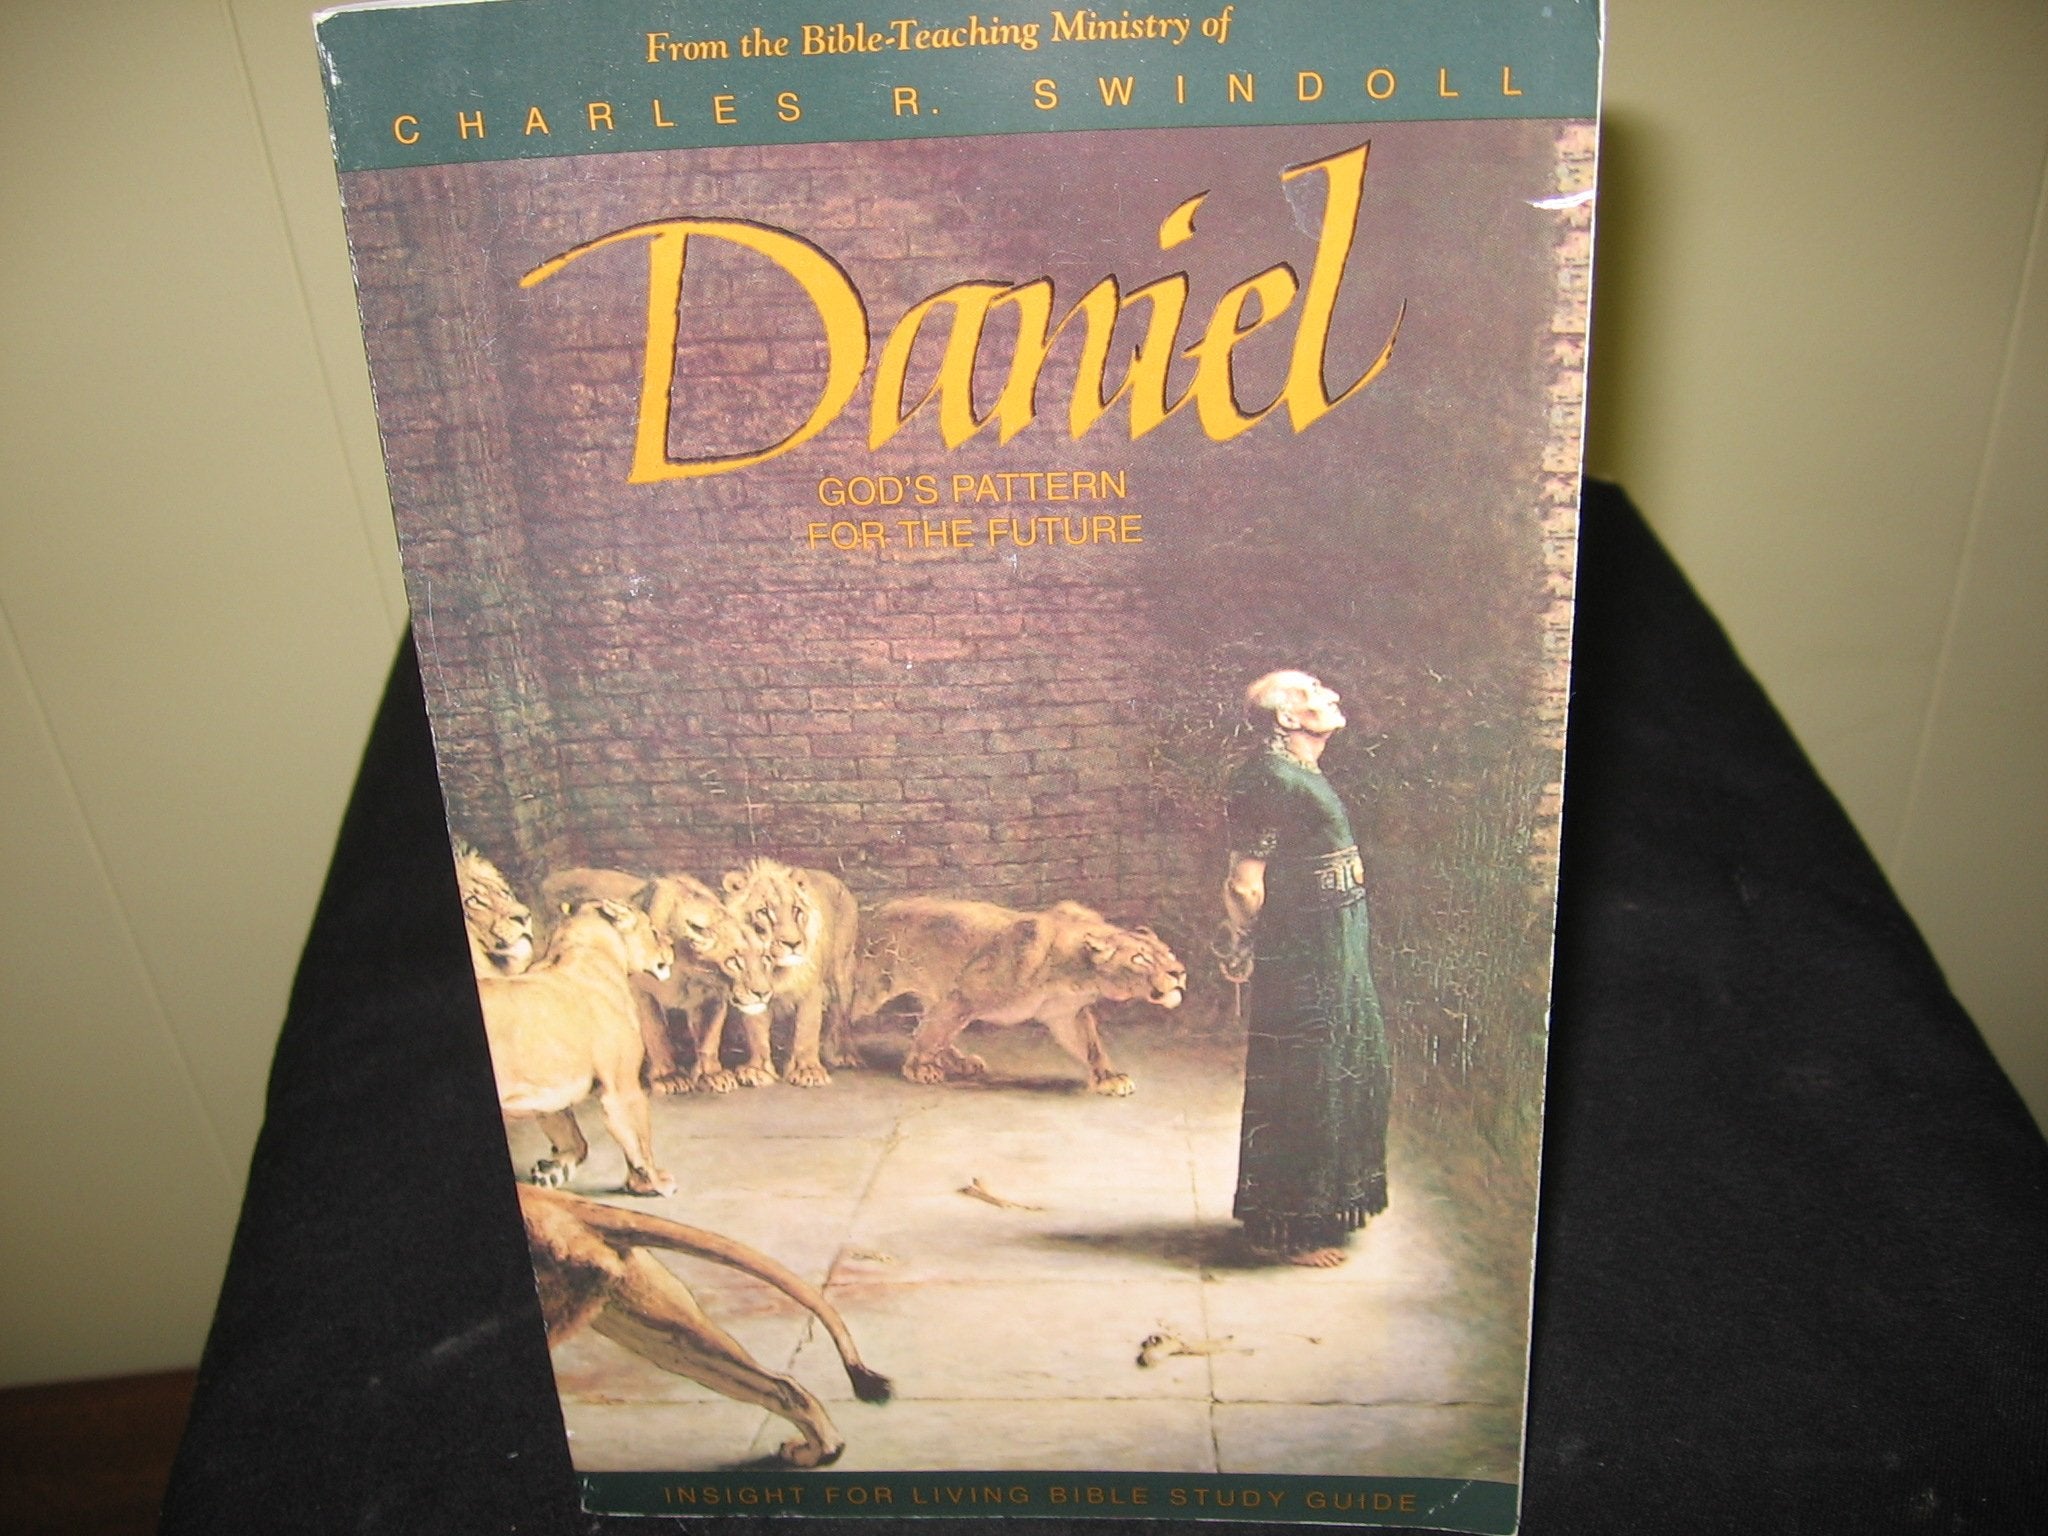 From the Bible-Teaching Ministry of
CHARLES R. SWINDOLL
Daniel
GOD'S PATTERN
FOR THE FUTURE
INSIGHT FOR LIVING BIBLE STUDY GUIDE